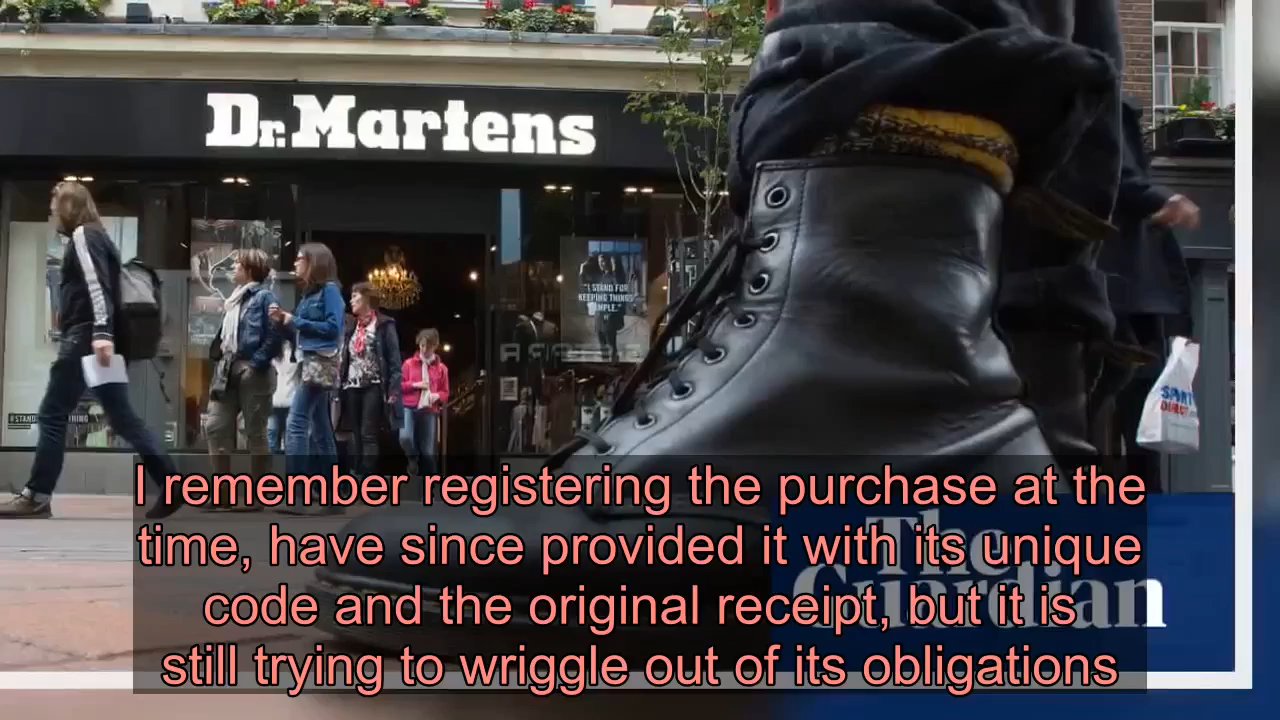 Dr.Martens
"I STAND FOR
KEEPING THINGS
SIMPLE."
I remember registering the purchase at the
time, have since provided it with its unique
code and the original receipt, but it is
still trying to wriggle out of its obligations
The
Guardian